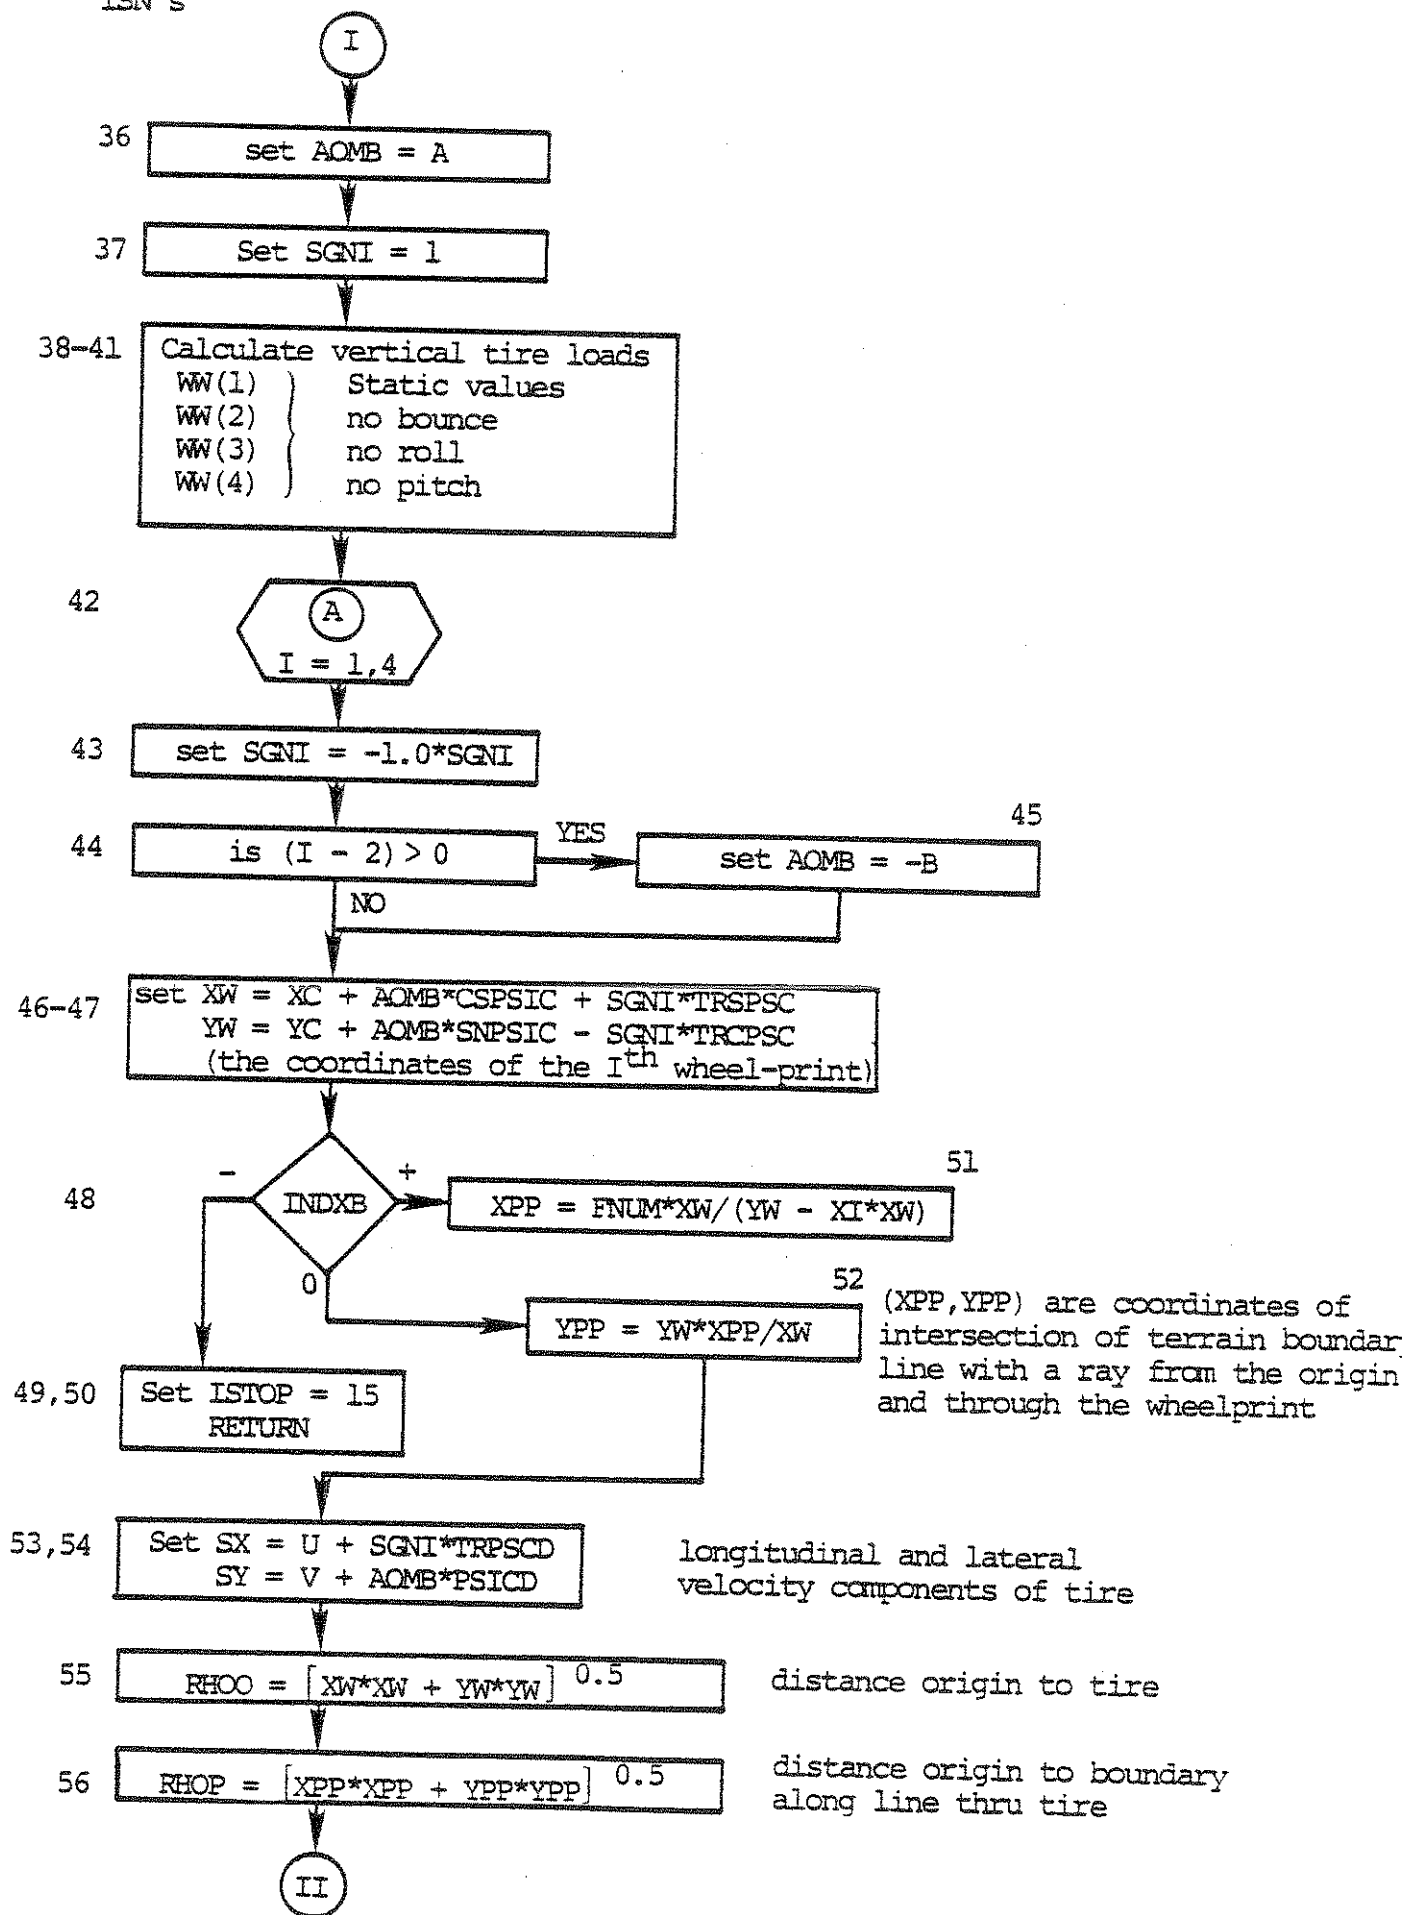 ISN's
I
36
set AOMB = A
37
Set SGNI = 1
38-41
Calculate vertical tire loads
WW(1) Static values
WW(2) no bounce
WW(3) no roll
WW(4) no pitch
42
A
I = 1,4
43
set SGNI = -1.0*SGNI
44
is (I - 2) > 0
YES
45
set AOMB = -B
NO
46-47
set XW = XC + AOMB*CSPSIC + SGNI*TRSPSC
YW = YC + AOMB*SNPSIC - SGNI*TRCPSC
(the coordinates of the Ith wheel-print)
48
-
INDXB
+
51
XPP = FNUM*XW/(YW - XI*XW)
0
52
YPP = YW*XPP/XW
(XPP,YPP) are coordinates of
intersection of terrain boundar
line with a ray from the origin
and through the wheelprint
49,50
Set ISTOP = 15
RETURN
53,54
Set SX = U + SGNI*TRPSCD
SY = V + AOMB*PSICD
longitudinal and lateral
velocity components of tire
55
RHOO = [XW*XW + YW*YW] 0.5
distance origin to tire
56
RHOP = [XPP*XPP + YPP*YPP] 0.5
distance origin to boundary
along line thru tire
II